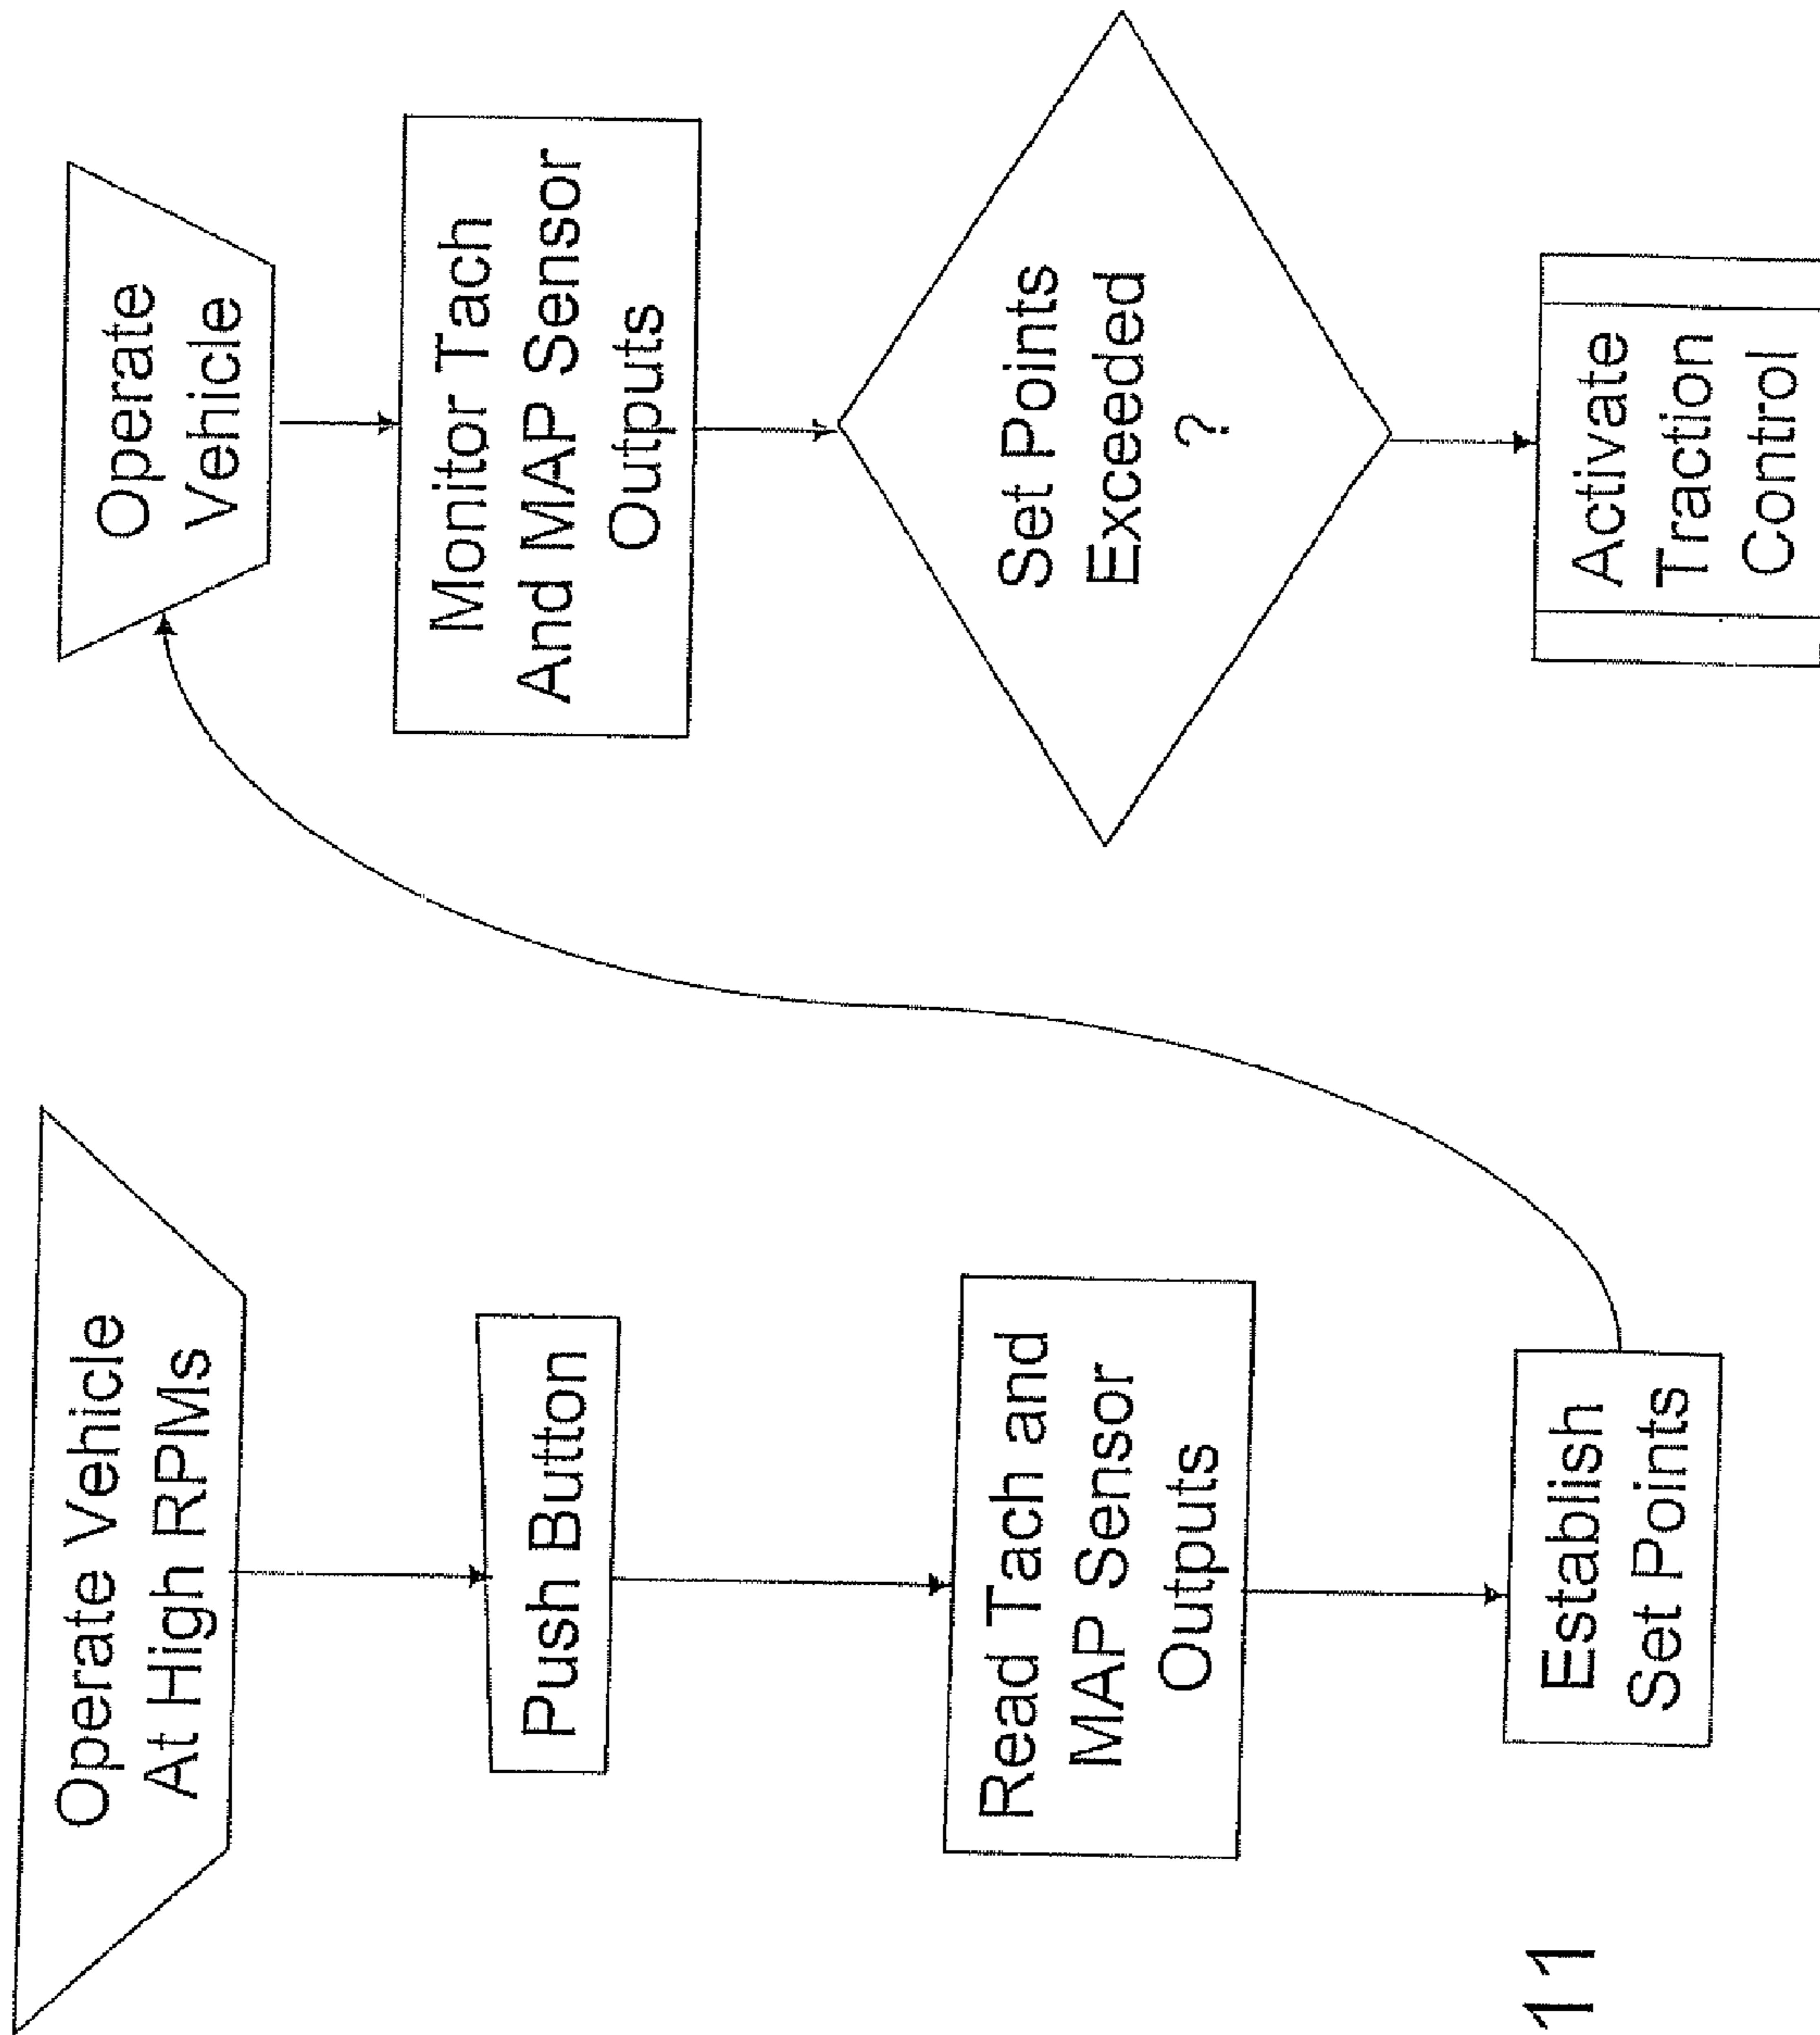 Operate Vehicle
At High RPMs
Push Button
Read Tach and
MAP Sensor
Outputs
Establish
Set Points
Operate
Vehicle
Monitor Tach
And MAP Sensor
Outputs
Set Points
Exceeded
?
Activate
Traction
Control
11